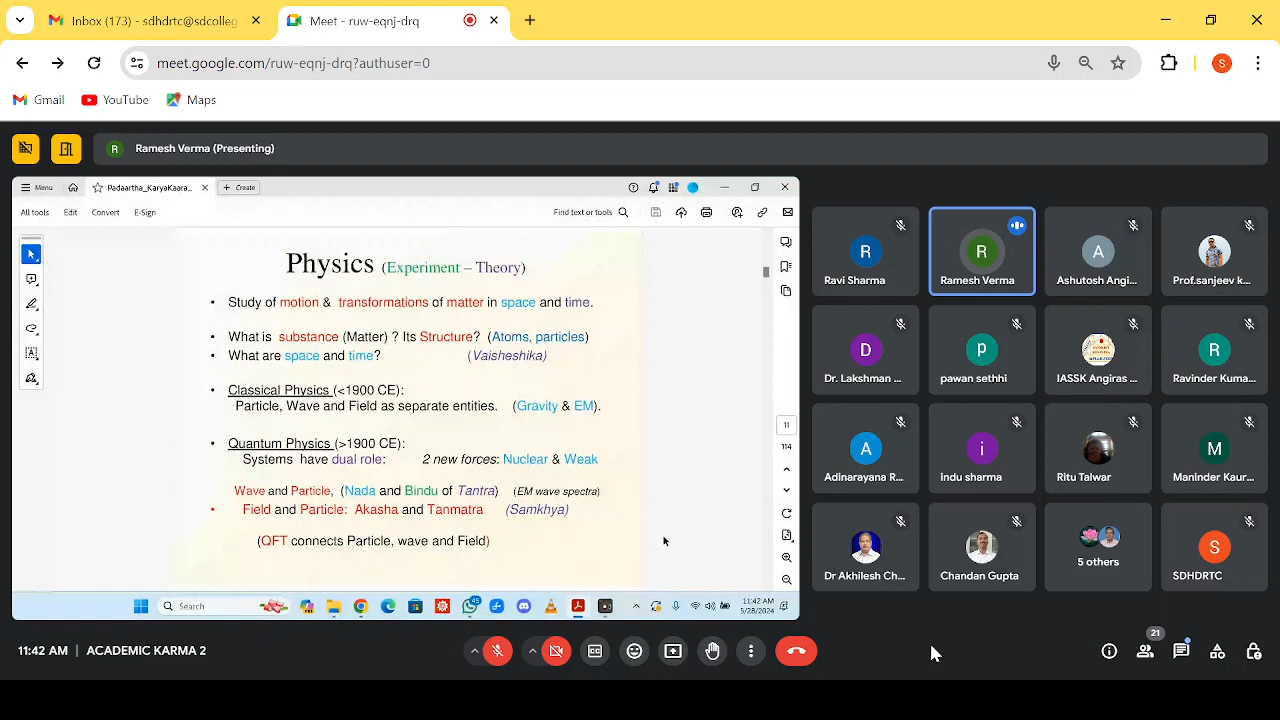 Inbox (173) - sdhdrtc@sdcolleg
Meet - ruw-eqnj-drq
meet.google.com/ruw-eqnj-drq?authuser=0
S
Gmail
YouTube
Maps
R
Ramesh Verma (Presenting)
Menu
Padaartha_KaryaKaara...
Create
All tools
Edit
Convert
E-Sign
Find text or tools
Physics (Experiment – Theory)
• Study of motion & transformations of matter in space and time.
• What is substance (Matter) ? Its Structure? (Atoms, particles)
• What are space and time? (Vaisheshika)
• Classical Physics (<1900 CE):
Particle, Wave and Field as separate entities. (Gravity & EM).
• Quantum Physics (>1900 CE):
Systems have dual role: 2 new forces: Nuclear & Weak
Wave and Particle, (Nada and Bindu of Tantra) (EM wave spectra)
• Field and Particle: Akasha and Tanmatra (Samkhya)
(QFT connects Particle, wave and Field)
11
114
Search
45
11:42 AM
5/28/2024
R
Ravi Sharma
R
Ramesh Verma
A
Ashutosh Angi...
Prof.sanjeev k...
D
Dr. Lakshman ...
p
pawan sethhi
IASSK Angiras ...
R
Ravinder Kuma...
A
Adinarayana R...
i
indu sharma
Ritu Talwar
M
Maninder Kaur...
Dr Akhilesh Ch...
Chandan Gupta
5 others
S
SDHDRTC
11:42 AM
ACADEMIC KARMA 2
21